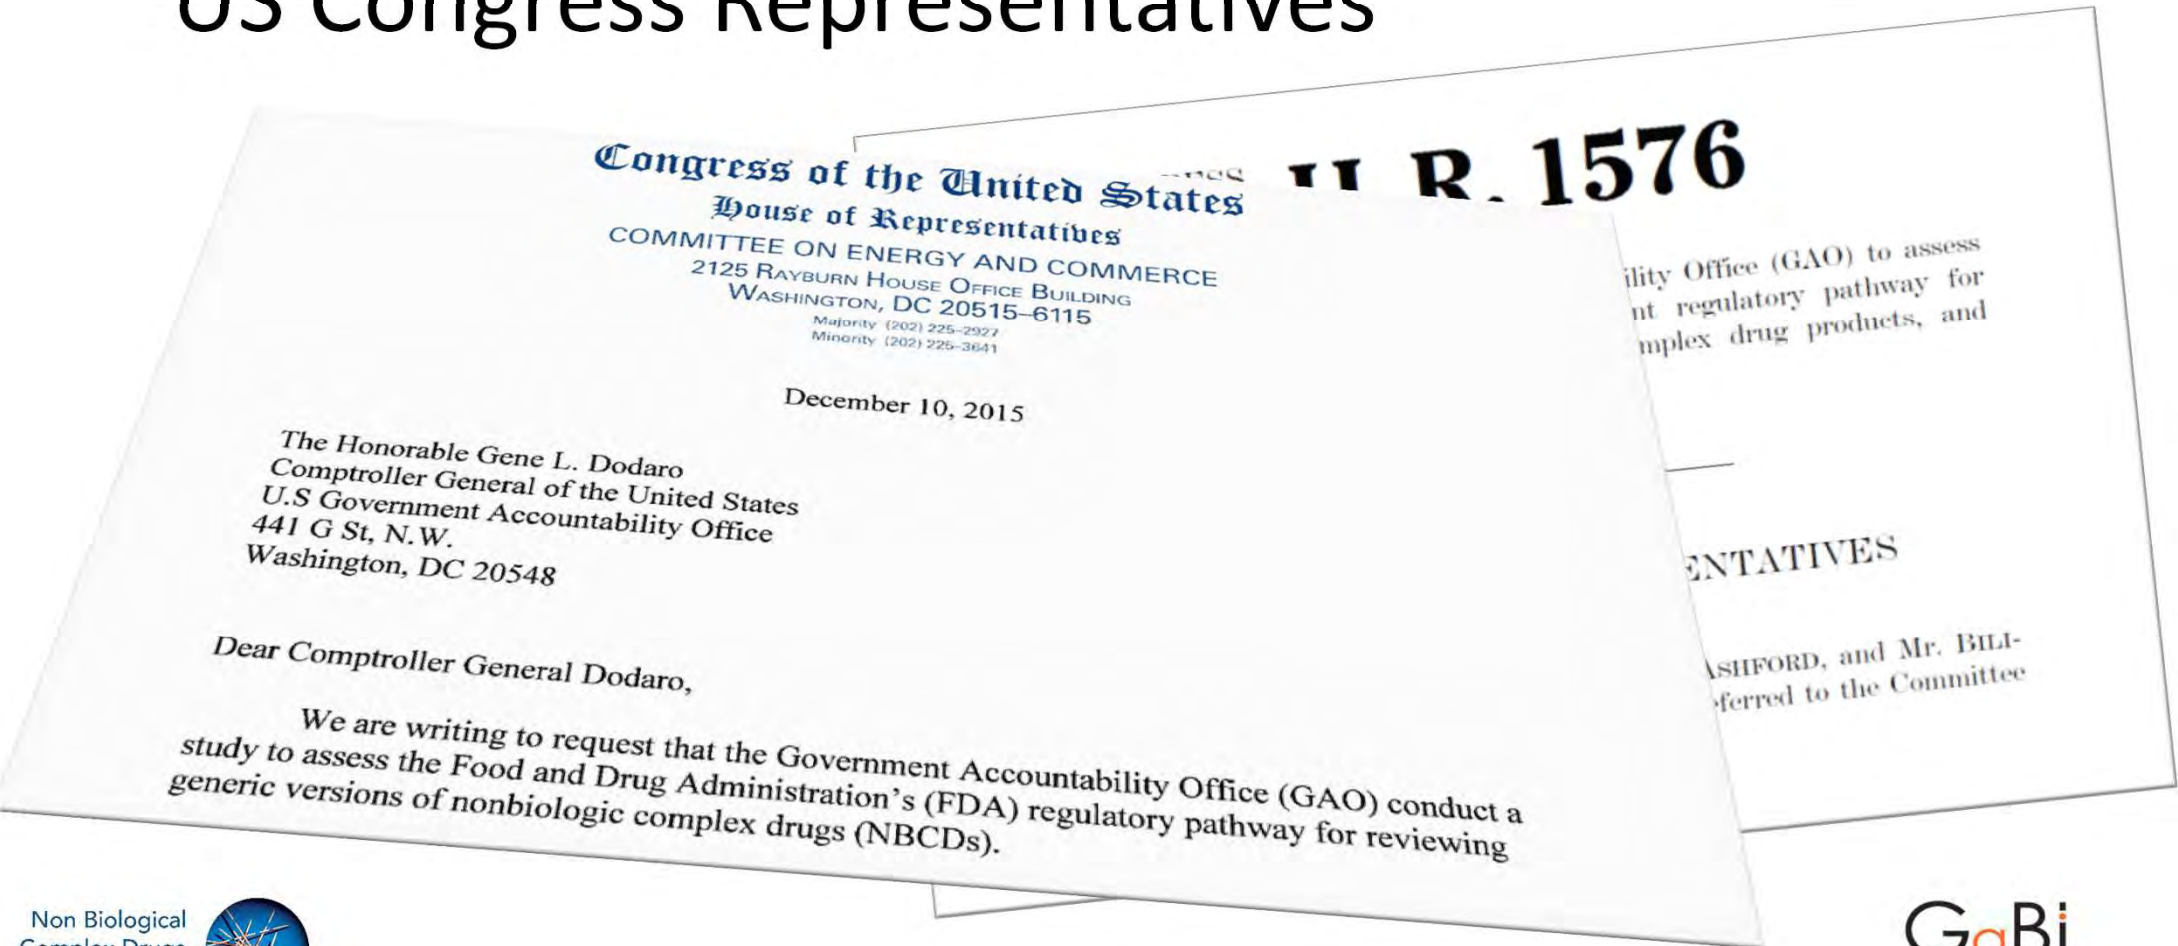 US Congress Representatives
H. R. 1576
Congress of the United States
House of Representatives
COMMITTEE ON ENERGY AND COMMERCE
2125 RAYBURN HOUSE OFFICE BUILDING
WASHINGTON, DC 20515–6115
Majority (202) 225-2927
Minority (202) 225-3641
December 10, 2015
The Honorable Gene L. Dodaro
Comptroller General of the United States
U.S Government Accountability Office
441 G St, N.W.
Washington, DC 20548
Dear Comptroller General Dodaro,
We are writing to request that the Government Accountability Office (GAO) conduct a
study to assess the Food and Drug Administration's (FDA) regulatory pathway for reviewing
generic versions of nonbiologic complex drugs (NBCDs).
ility Office (GAO) to assess
nt regulatory pathway for
mplex drug products, and
ENTATIVES
ASHFORD, and Mr. BILI-
ferred to the Committee
Non Biological
Complex Drugs
GaBi